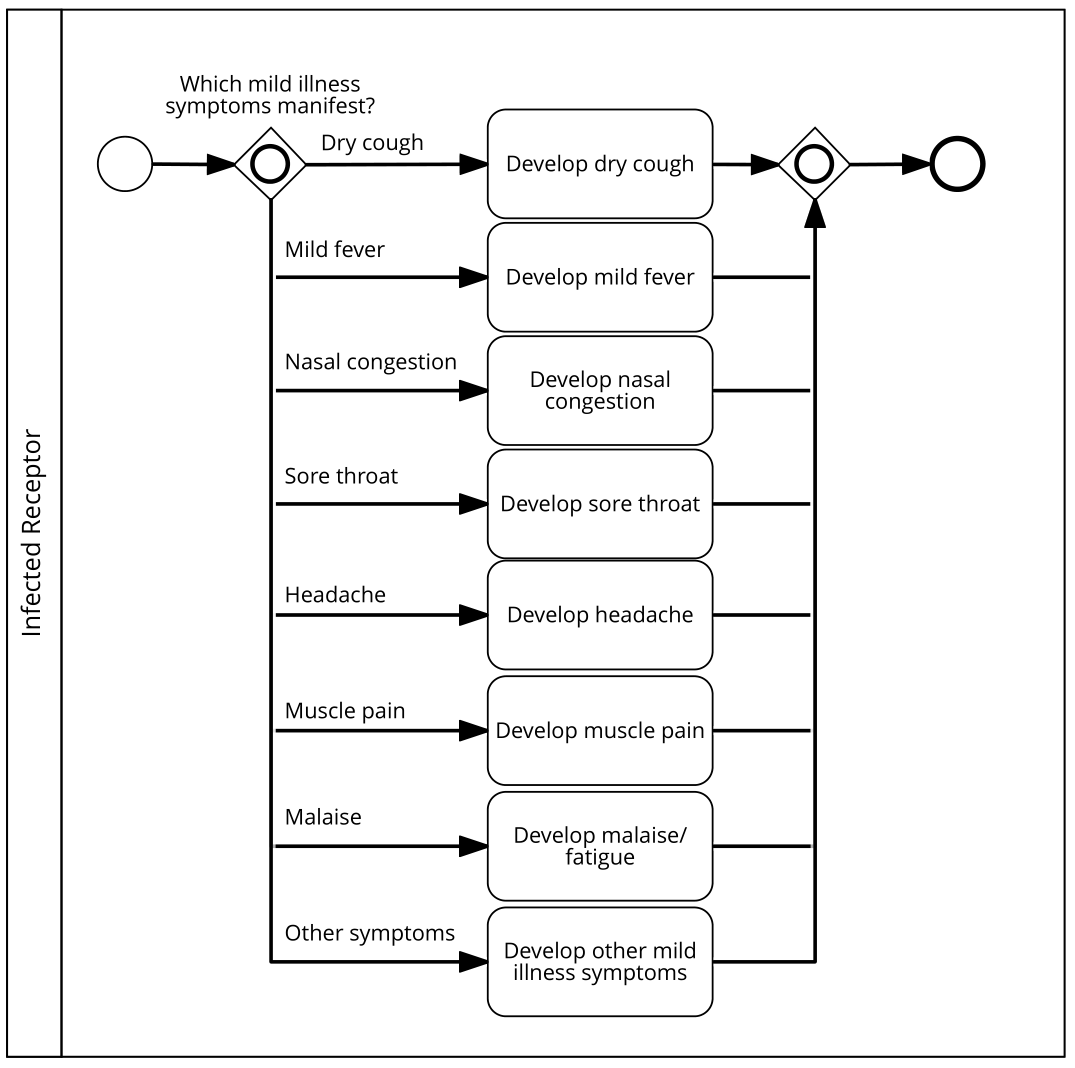 Infected Receptor
Which mild illness
symptoms manifest?
Dry cough
Develop dry cough
Mild fever
Develop mild fever
Nasal congestion
Develop nasal
congestion
Sore throat
Develop sore throat
Headache
Develop headache
Muscle pain
Develop muscle pain
Malaise
Develop malaise/
fatigue
Other symptoms
Develop other mild
illness symptoms